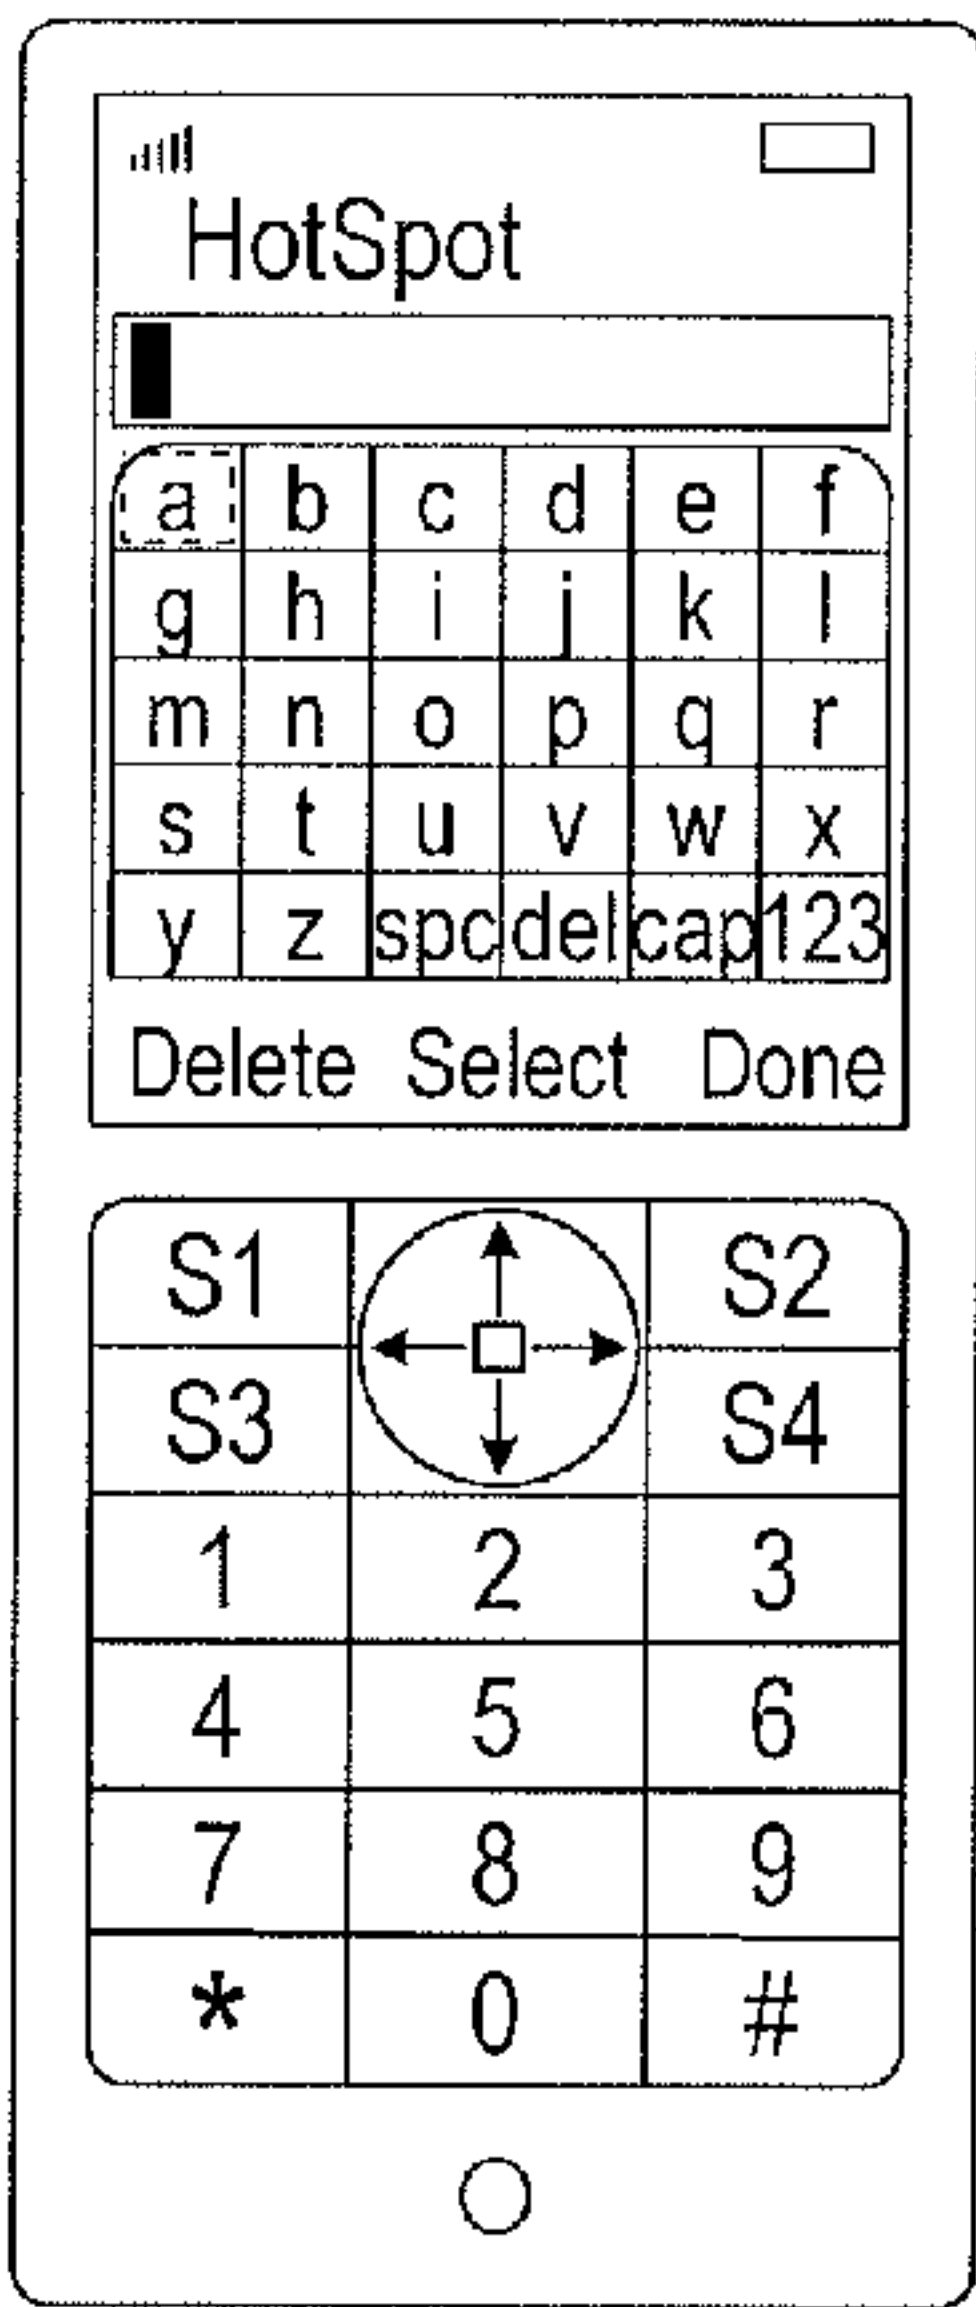 HotSpot
a b c d e f
g h i j k l
m n o p q r
s t u v w x
y z spc del cap 123
Delete Select Done
S1 S2
S3 S4
1 2 3
4 5 6
7 8 9
* 0 #